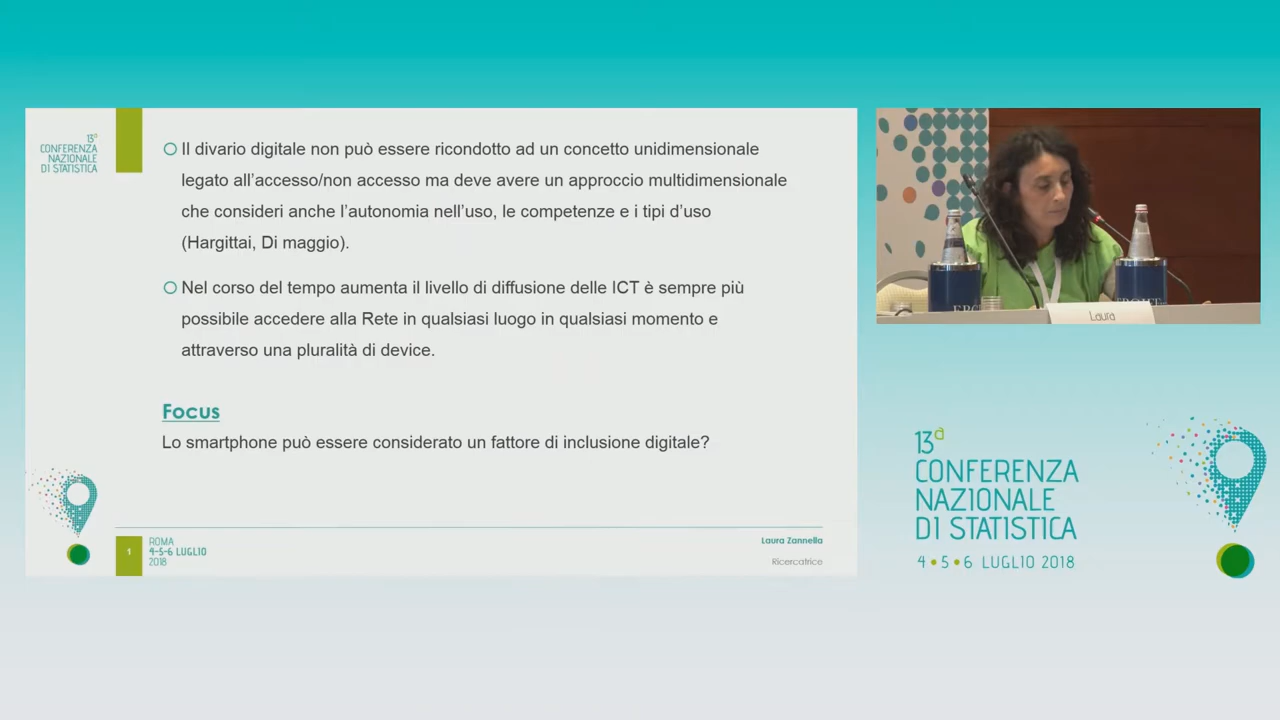 13ª
CONFERENZA
NAZIONALE
DI STATISTICA
Il divario digitale non può essere ricondotto ad un concetto unidimensionale
legato all’accesso/non accesso ma deve avere un approccio multidimensionale
che consideri anche l’autonomia nell’uso, le competenze e i tipi d’uso
(Hargittai, Di maggio).
Nel corso del tempo aumenta il livello di diffusione delle ICT è sempre più
possibile accedere alla Rete in qualsiasi luogo in qualsiasi momento e
attraverso una pluralità di device.
Focus
Lo smartphone può essere considerato un fattore di inclusione digitale?
1
ROMA
4-5-6 LUGLIO
2018
Laura Zannella
Ricercatrice
Laura
13ª
CONFERENZA
NAZIONALE
DI STATISTICA
4 • 5 • 6 LUGLIO 2018